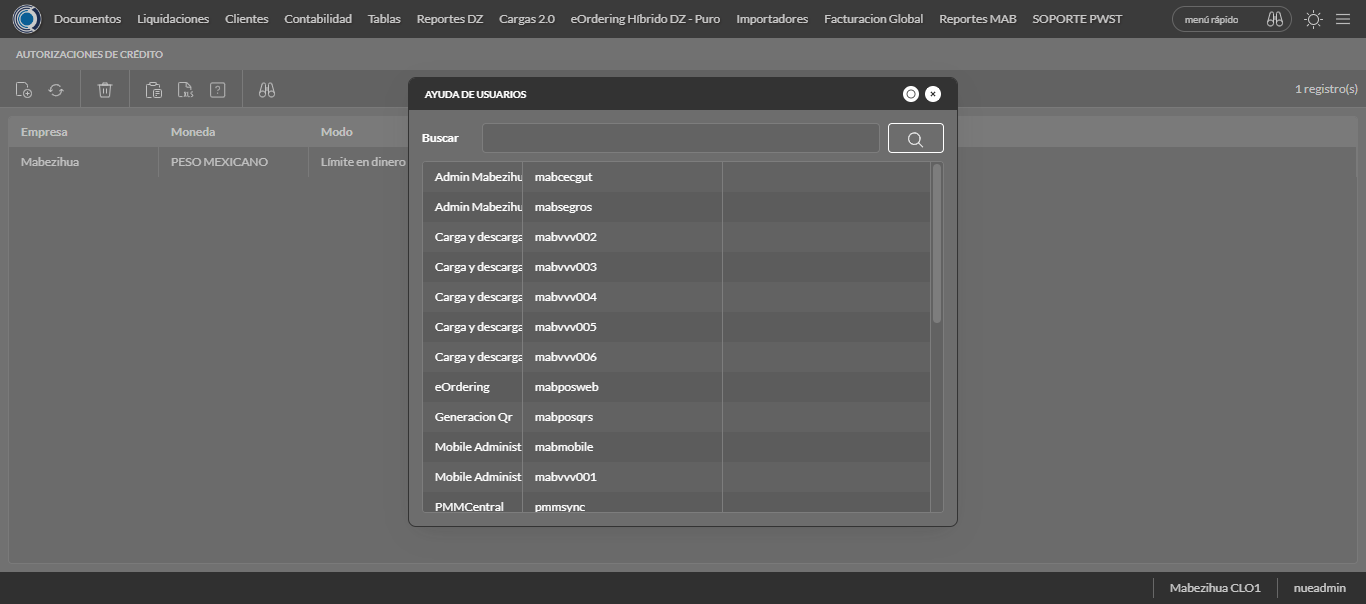 Documentos Liquidaciones Clientes Contabilidad Tablas Reportes DZ Cargas 2.0 eOrdering Híbrido DZ - Puro Importadores Facturacion Global Reportes MAB SOPORTE PWST menú rápido
AUTORIZACIONES DE CRÉDITO
XLS ? 1 registro(s)
AYUDA DE USUARIOS
Empresa Moneda Modo
Mabezihua PESO MEXICANO Límite en dinero
Buscar
Admin Mabezihu mabcecgut
Admin Mabezihu mabsegros
Carga y descarga mabvvv002
Carga y descarga mabvvv003
Carga y descarga mabvvv004
Carga y descarga mabvvv005
Carga y descarga mabvvv006
eOrdering mabposweb
Generacion Qr mabposqrs
Mobile Administ mabmobile
Mobile Administ mabvvv001
PMMCentral pmmsync
Mabezihua CLO1 nueadmin